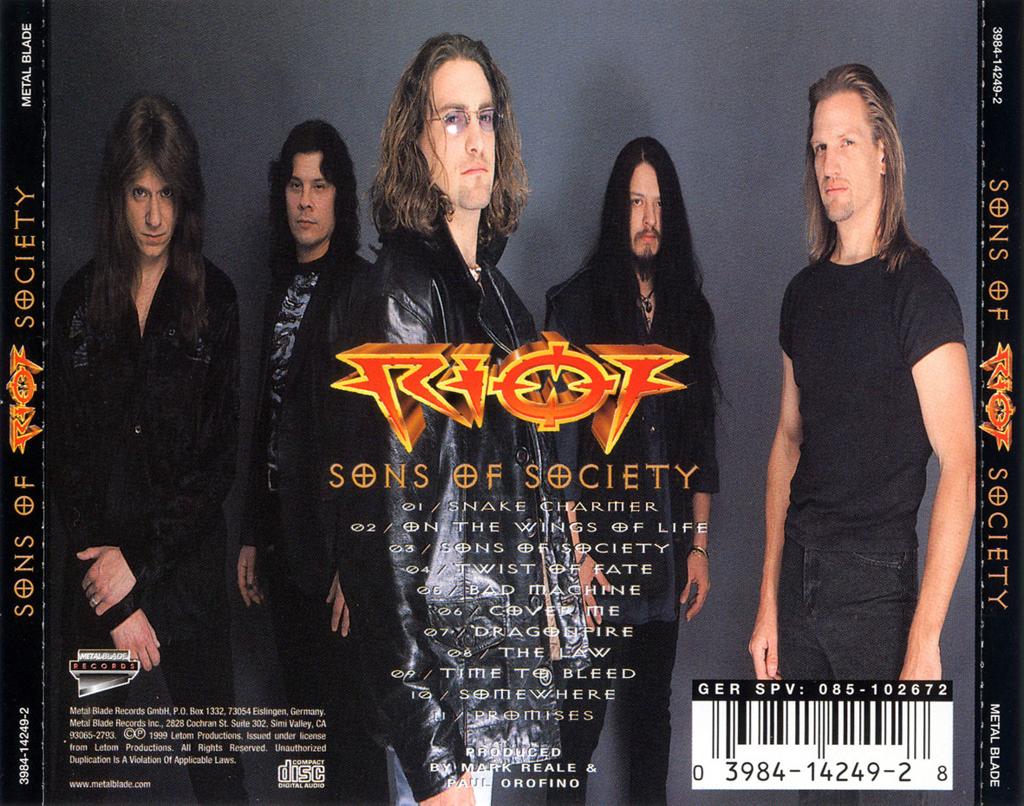 METAL BLADE
SONS OF RIOT SOCIETY
3984-14249-2
RIOT
SONS OF SOCIETY
01 / SNAKE CHARMER
02 / ON THE WINGS OF LIFE
03 / SONS OF SOCIETY
04 / TWIST OF FATE
05 / BAD MACHINE
06 / COVER ME
07 / DRAGONFIRE
08 / THE LAW
09 / TIME TO BLEED
10 / SOMEWHERE
11 / PROMISES
PRODUCED
BY MARK REALE &
PAUL OROFINO
METAL BLADE
RECORDS
Metal Blade Records GmbH, P.O. Box 1332, 73054 Eislingen, Germany.
Metal Blade Records Inc., 2828 Cochran St. Suite 302, Simi Valley, CA
93065-2793. ©℗ 1999 Letom Productions. Issued under license
from Letom Productions. All Rights Reserved. Unauthorized
Duplication Is A Violation Of Applicable Laws.
www.metalblade.com
COMPACT
disc
DIGITAL AUDIO
GER SPV: 085-102672
0 3984-14249-2 8
3984-14249-2
SONS OF RIOT SOCIETY
METAL BLADE